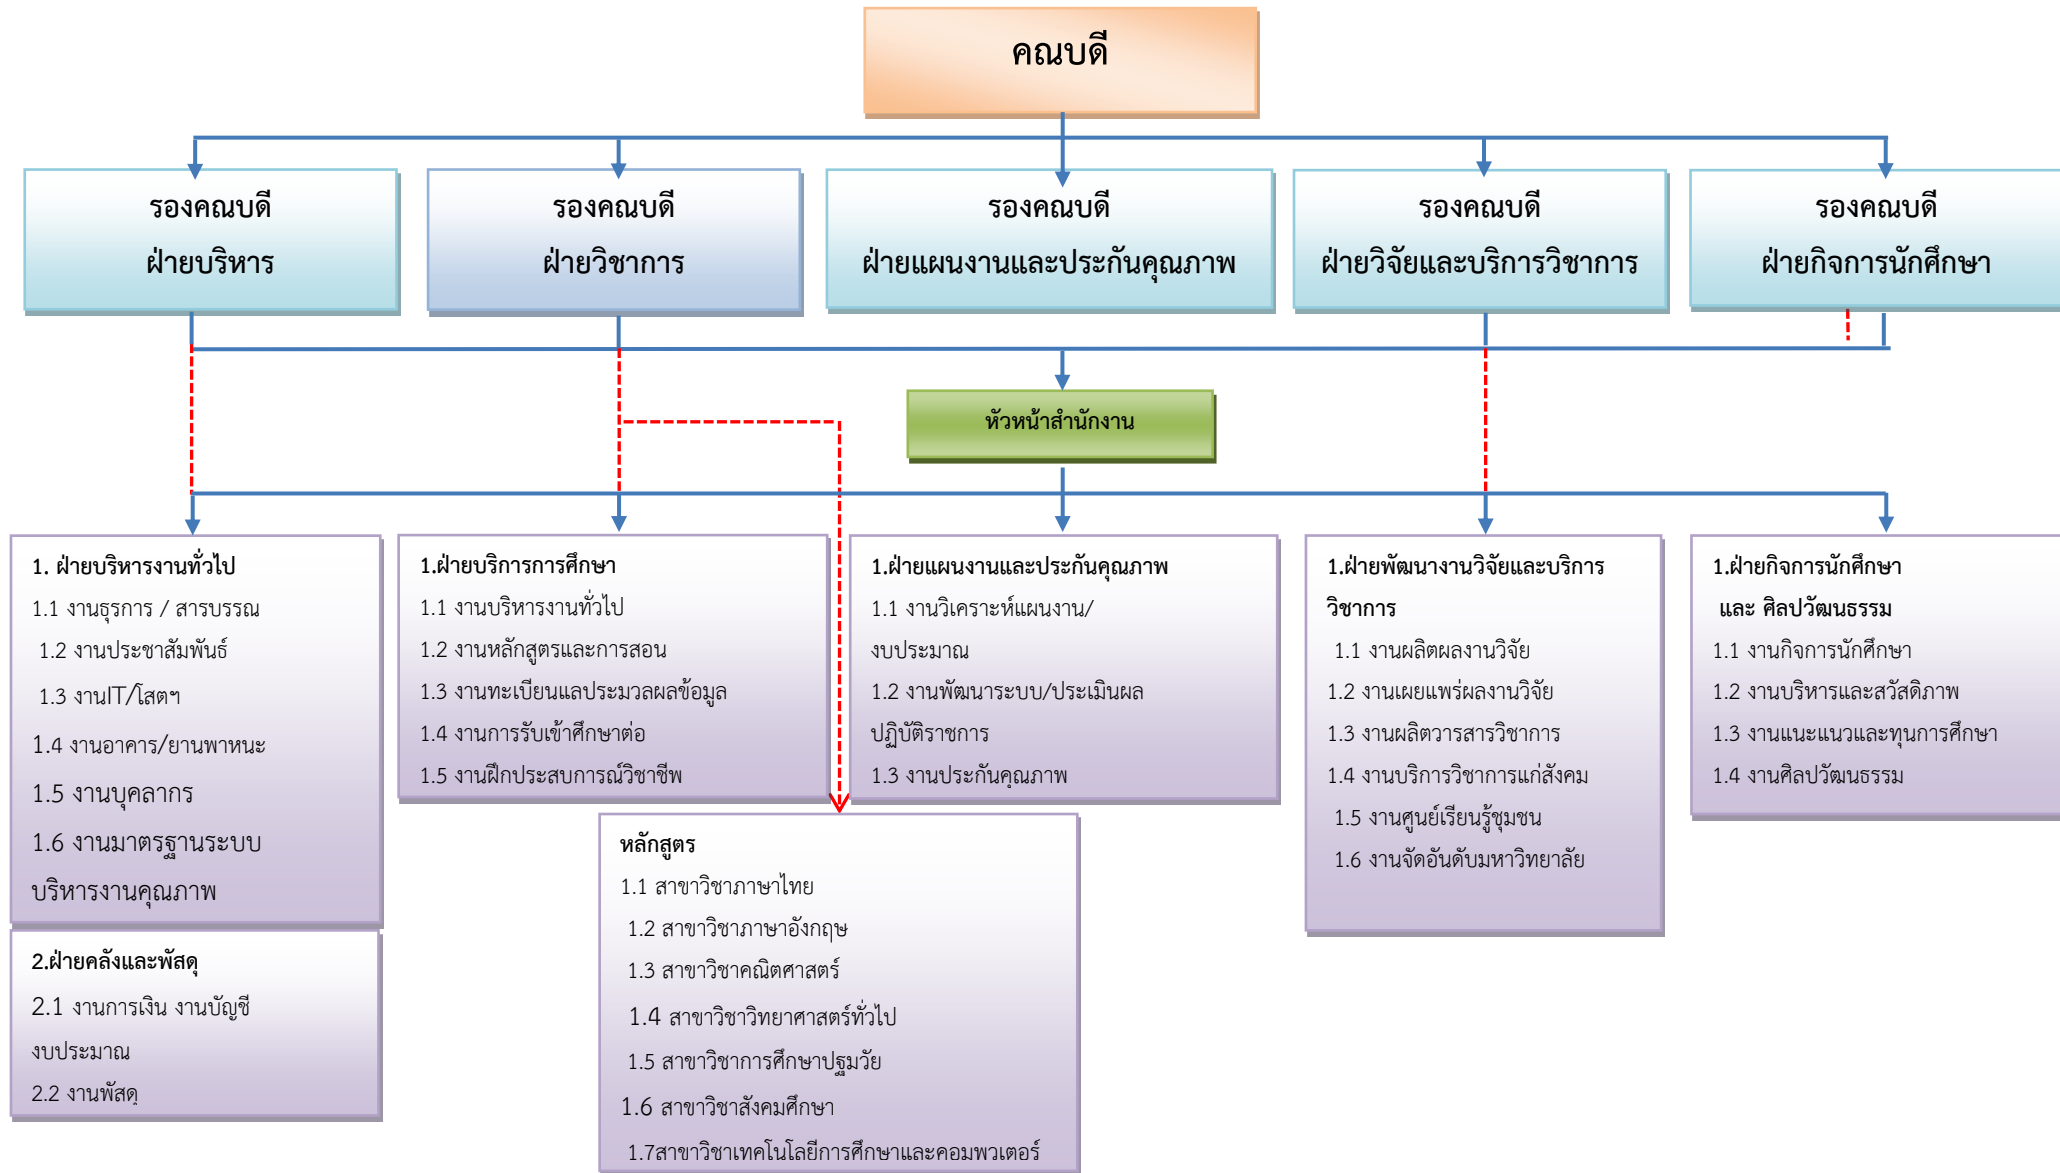 คณบดี
รองคณบดี
ฝ่ายบริหาร
รองคณบดี
ฝ่ายวิชาการ
รองคณบดี
ฝ่ายแผนงานและประกันคุณภาพ
รองคณบดี
ฝ่ายวิจัยและบริการวิชาการ
รองคณบดี
ฝ่ายกิจการนักศึกษา
หัวหน้าสำนักงาน
1. ฝ่ายบริหารงานทั่วไป
1.1 งานธุรการ / สารบรรณ
1.2 งานประชาสัมพันธ์
1.3 งานIT/โสตฯ
1.4 งานอาคาร/ยานพาหนะ
1.5 งานบุคลากร
1.6 งานมาตรฐานระบบ
บริหารงานคุณภาพ
2.ฝ่ายคลังและพัสดุ
2.1 งานการเงิน งานบัญชี
งบประมาณ
2.2 งานพัสดุ
1.ฝ่ายบริการการศึกษา
1.1 งานบริหารงานทั่วไป
1.2 งานหลักสูตรและการสอน
1.3 งานทะเบียนแลประมวลผลข้อมูล
1.4 งานการรับเข้าศึกษาต่อ
1.5 งานฝึกประสบการณ์วิชาชีพ
หลักสูตร
1.1 สาขาวิชาภาษาไทย
1.2 สาขาวิชาภาษาอังกฤษ
1.3 สาขาวิชาคณิตศาสตร์
1.4 สาขาวิชาวิทยาศาสตร์ทั่วไป
1.5 สาขาวิชาการศึกษาปฐมวัย
1.6 สาขาวิชาสังคมศึกษา
1.7สาขาวิชาเทคโนโลยีการศึกษาและคอมพวเตอร์
1.ฝ่ายแผนงานและประกันคุณภาพ
1.1 งานวิเคราะห์แผนงาน/
งบประมาณ
1.2 งานพัฒนาระบบ/ประเมินผล
ปฏิบัติราชการ
1.3 งานประกันคุณภาพ
1.ฝ่ายพัฒนางานวิจัยและบริการ
วิชาการ
1.1 งานผลิตผลงานวิจัย
1.2 งานเผยแพร่ผลงานวิจัย
1.3 งานผลิตวารสารวิชาการ
1.4 งานบริการวิชาการแก่สังคม
1.5 งานศูนย์เรียนรู้ชุมชน
1.6 งานจัดอันดับมหาวิทยาลัย
1.ฝ่ายกิจการนักศึกษา
และ ศิลปวัฒนธรรม
1.1 งานกิจการนักศึกษา
1.2 งานบริหารและสวัสดิภาพ
1.3 งานแนะแนวและทุนการศึกษา
1.4 งานศิลปวัฒนธรรม